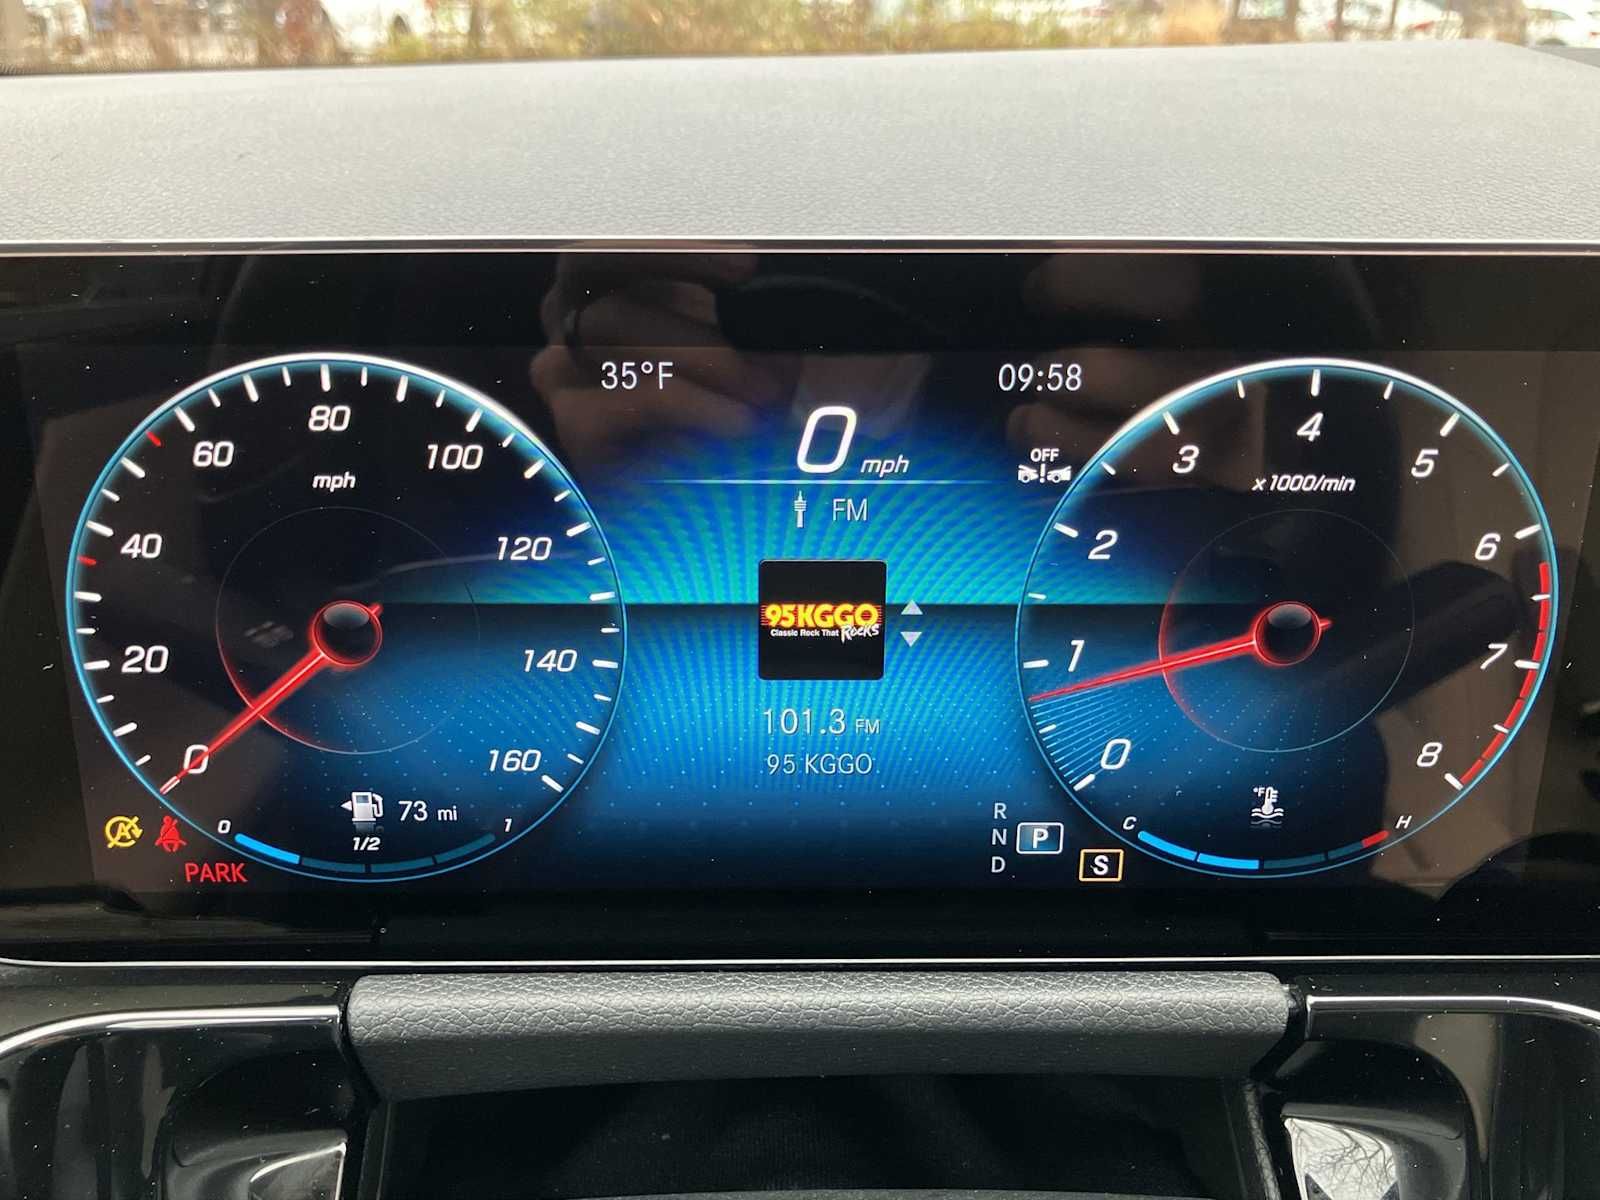 35°F
09:58
0 mph
OFF
FM
95 KGGO
Classic Rock That Rocks
101.3 FM
95 KGGO
0
20
40
60
80
100
120
140
160
mph
73 mi
0
1/2
1
PARK
A
R
N
D
P
S
0
1
2
3
4
5
6
7
8
x1000/min
°F
C
H